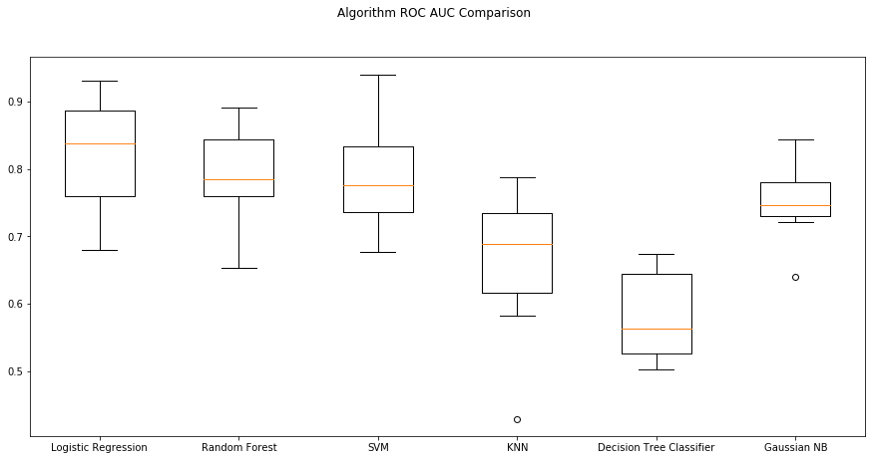 Algorithm ROC AUC Comparison
0.9
0.8
0.7
0.6
0.5
Logistic Regression Random Forest SVM KNN Decision Tree Classifier Gaussian NB